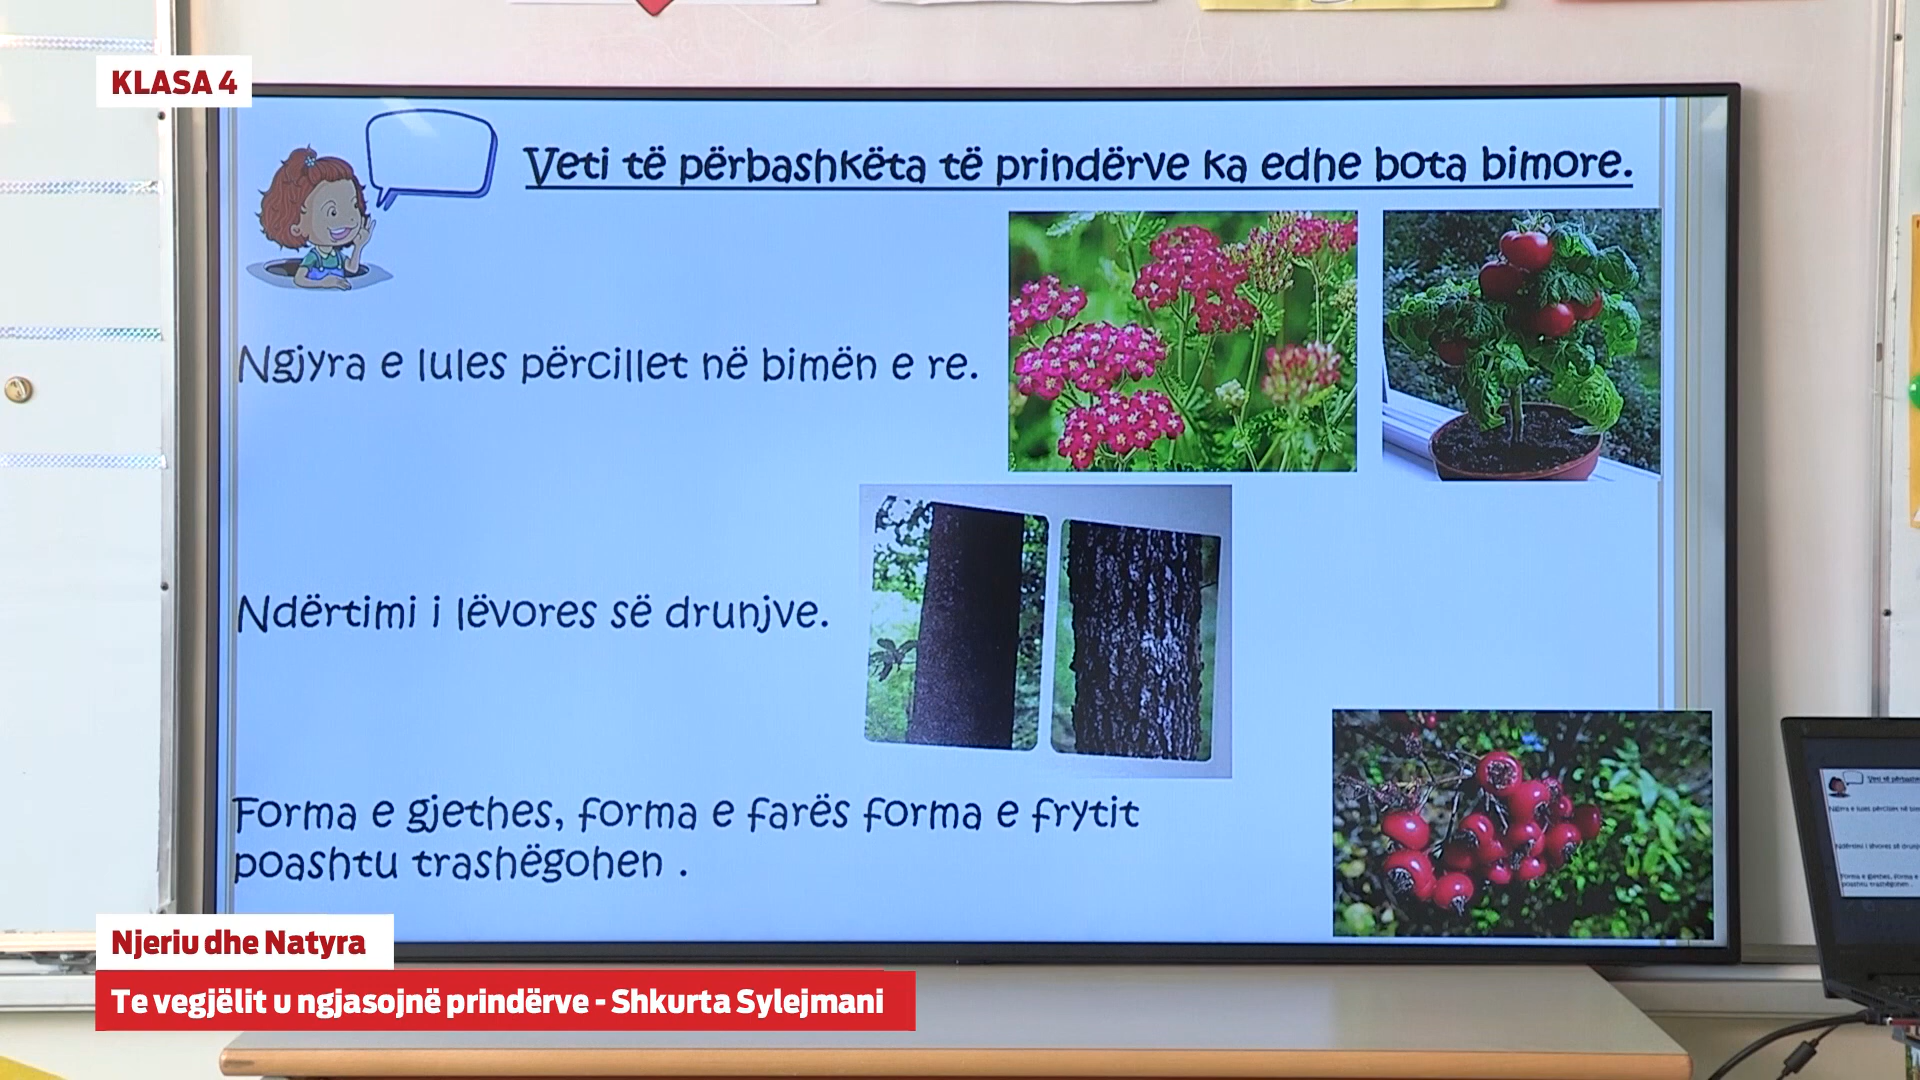 KLASA 4
Veti të përbashkëta të prindërve ka edhe bota bimore.
Ngjyra e lules përcillet në bimën e re.
Ndërtimi i lëvores së drunjve.
Forma e gjethes, forma e farës forma e frytit
poashtu trashëgohen .
Njeriu dhe Natyra
Te vegjëlit u ngjasojnë prindërve - Shkurta Sylejmani